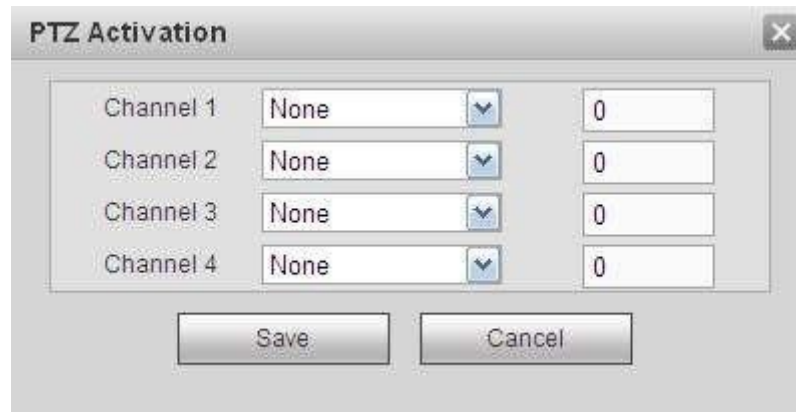 PTZ Activation
Channel 1 None 0
Channel 2 None 0
Channel 3 None 0
Channel 4 None 0
Save Cancel